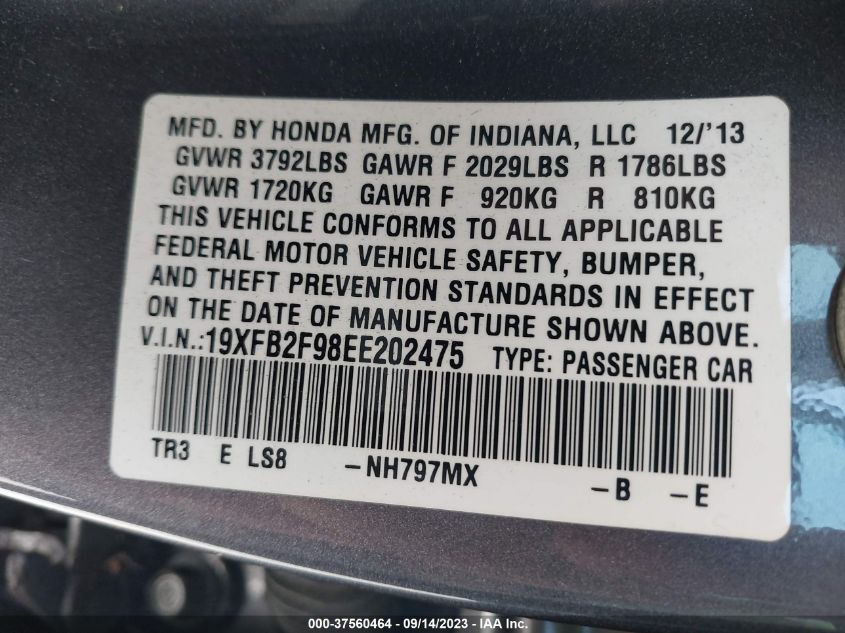 MFD. BY HONDA MFG. OF INDIANA, LLC 12/'13
GVWR 3792LBS GAWR F 2029LBS R 1786LBS
GVWR 1720KG GAWR F 920KG R 810KG
THIS VEHICLE CONFORMS TO ALL APPLICABLE
FEDERAL MOTOR VEHICLE SAFETY, BUMPER,
AND THEFT PREVENTION STANDARDS IN EFFECT
ON THE DATE OF MANUFACTURE SHOWN ABOVE.
V.I.N.:19XFB2F98EE202475 TYPE: PASSENGER CAR
TR3 E LS8 -NH797MX -B -E
000-37560464 - 09/14/2023 - IAA Inc.